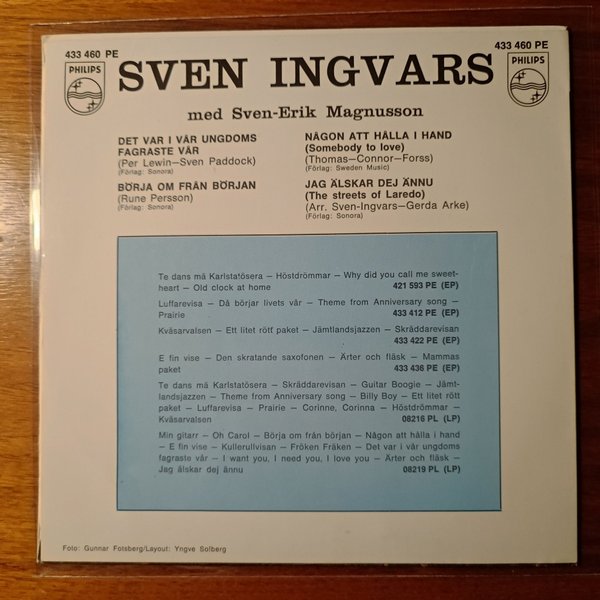 433 460 PE
433 460 PE
PHILIPS
PHILIPS
SVEN INGVARS
med Sven-Erik Magnusson
DET VAR I VÅR UNGDOMS
FAGRASTE VÅR
(Per Lewin—Sven Paddock)
(Förlag: Sonora)
BÖRJA OM FRÅN BÖRJAN
(Rune Persson)
(Förlag: Sonora)
NÅGON ATT HÅLLA I HAND
(Somebody to love)
(Thomas—Connor—Forss)
(Förlag: Sweden Music)
JAG ÄLSKAR DEJ ÄNNU
(The streets of Laredo)
(Arr. Sven-Ingvars—Gerda Arke)
(Förlag: Sonora)
Te dans mä Karlstatösera — Höstdrömmar — Why did you call me sweet-
heart — Old clock at home 421 593 PE (EP)
Luffarevisa — Då börjar livets vår — Theme from Anniversary song —
Prairie 433 412 PE (EP)
Kväsarvalsen — Ett litet rött paket — Jämtlandsjazzen — Skräddarevisan
433 422 PE (EP)
E fin vise — Den skratande saxofonen — Ärter och fläsk — Mammas
paket 433 436 PE (EP)
Te dans mä Karlstatösera — Skräddarevisan — Guitar Boogie — Jämt-
landsjazzen — Theme from Anniversary song — Billy Boy — Ett litet rött
paket — Luffarevisa — Prairie — Corinne, Corinna — Höstdrömmar —
Kväsarvalsen 08216 PL (LP)
Min gitarr — Oh Carol — Börja om från början — Någon att hålla i hand
— E fin vise — Kullerullvisan — Fröken Fräken — Det var i vår ungdoms
fagraste vår — I want you, I need you, I love you — Ärter och fläsk —
Jag älskar dej ännu 08219 PL (LP)
Foto: Gunnar Fotsberg/Layout: Yngve Solberg